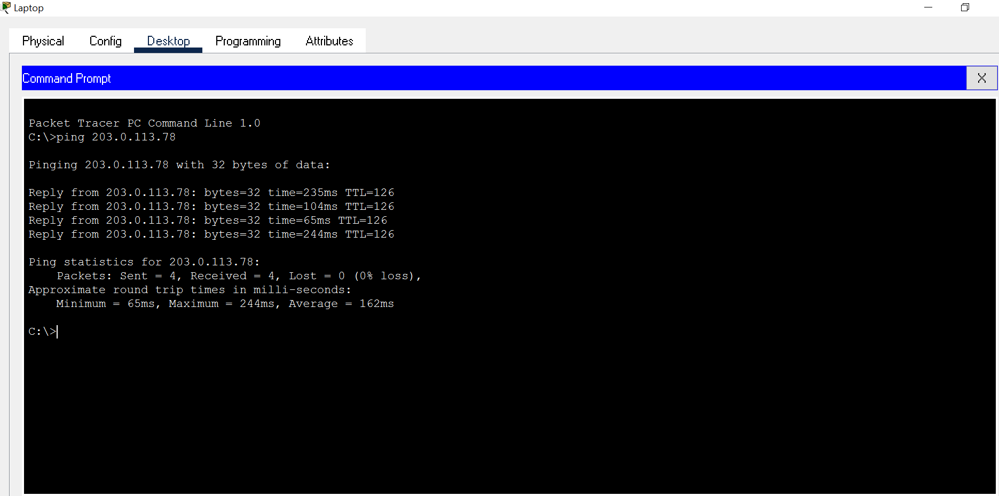 Laptop
Physical Config Desktop Programming Attributes
Command Prompt X
Packet Tracer PC Command Line 1.0
C:\>ping 203.0.113.78
Pinging 203.0.113.78 with 32 bytes of data:
Reply from 203.0.113.78: bytes=32 time=235ms TTL=126
Reply from 203.0.113.78: bytes=32 time=104ms TTL=126
Reply from 203.0.113.78: bytes=32 time=65ms TTL=126
Reply from 203.0.113.78: bytes=32 time=244ms TTL=126
Ping statistics for 203.0.113.78:
    Packets: Sent = 4, Received = 4, Lost = 0 (0% loss),
Approximate round trip times in milli-seconds:
    Minimum = 65ms, Maximum = 244ms, Average = 162ms
C:\>